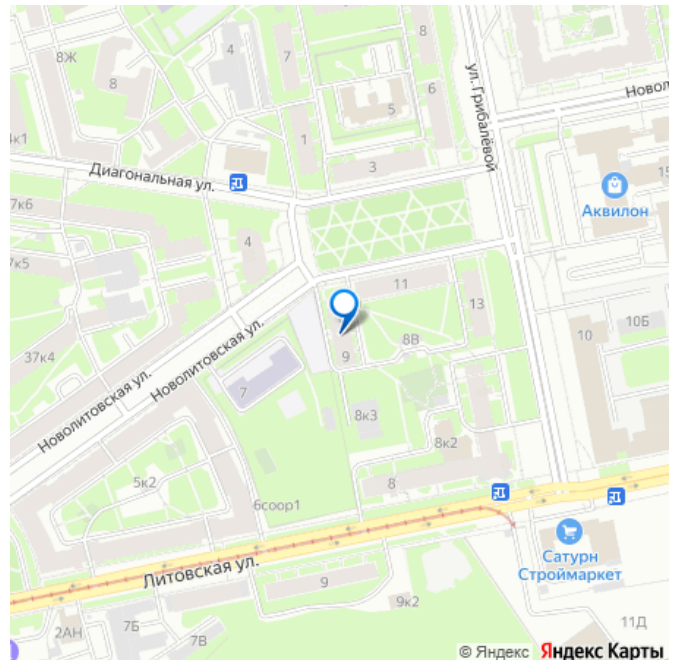 8Ж
8
4
7
8
6
5
ул. Грибалёвой
Новол
4к1
1
3
Диагональная ул.
15
Аквилон
7к6
4
7к5
11
13
Новолитовская ул.
8В
10
10Б
37к4
9
Новолитовская ул.
7
8к3
8к2
5к2
8
6соор1
Литовская ул.
Сатурн
Строймаркет
9
9к2
2АН
7Б
7В
11Д
© Яндекс Яндекс Карты